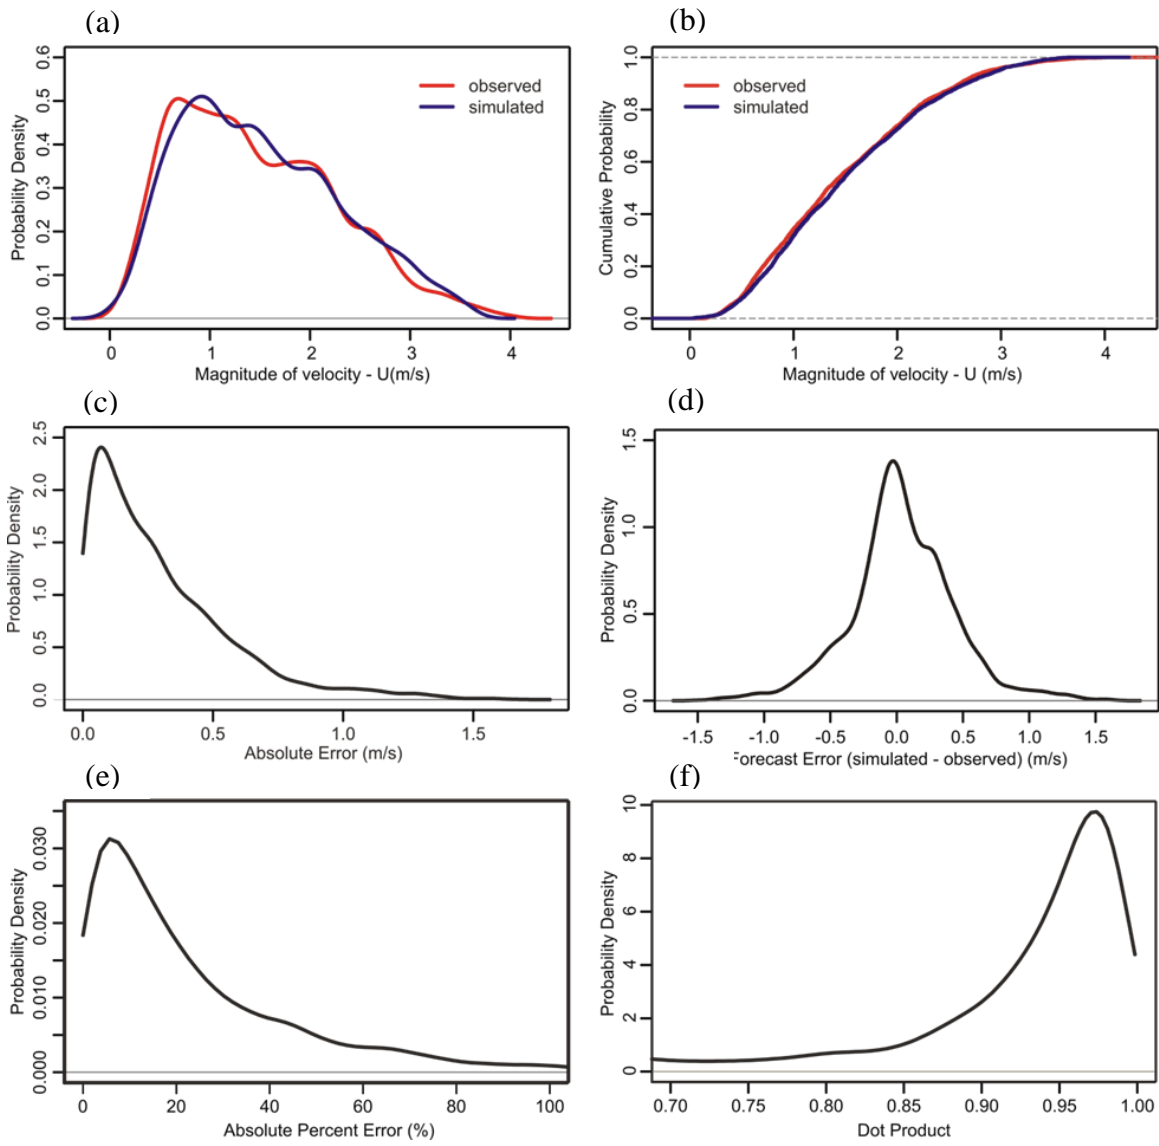 (a)
0.6
0.5
0.4
0.3
0.2
0.1
0.0
Probability Density
observed
simulated
0 1 2 3 4
Magnitude of velocity - U(m/s)
(b)
1.0
0.8
0.6
0.4
0.2
0.0
Cumulative Probability
observed
simulated
0 1 2 3 4
Magnitude of velocity - U (m/s)
(c)
2.5
2.0
1.5
1.0
0.5
0.0
Probability Density
0.0 0.5 1.0 1.5
Absolute Error (m/s)
(d)
1.5
1.0
0.5
0.0
Probability Density
-1.5 -1.0 -0.5 0.0 0.5 1.0 1.5
Forecast Error (simulated - observed) (m/s)
(e)
0.030
0.020
0.010
0.000
Probability Density
0 20 40 60 80 100
Absolute Percent Error (%)
(f)
10
8
6
4
2
0
Probability Density
0.70 0.75 0.80 0.85 0.90 0.95 1.00
Dot Product